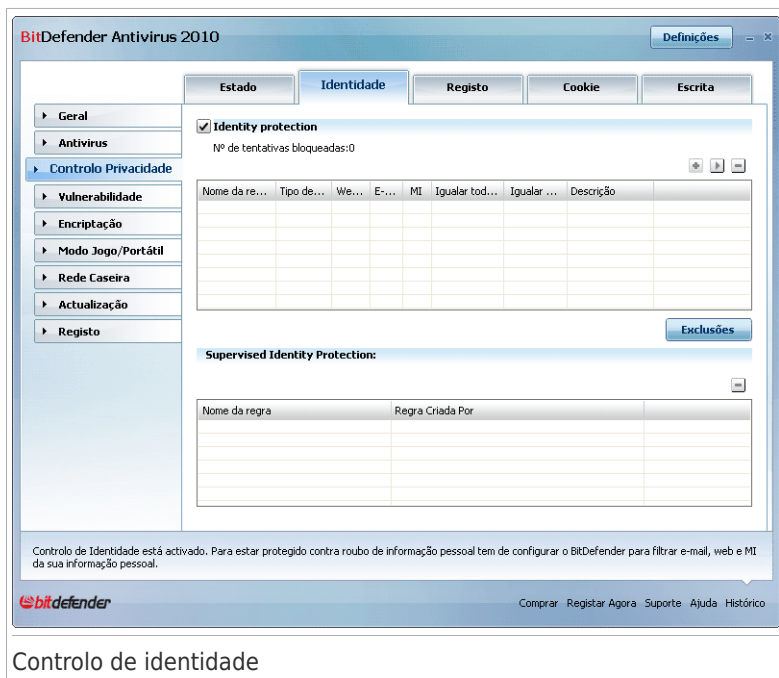 BitDefender Antivirus 2010
Definições
Estado
Identidade
Registo
Cookie
Escrita
Geral
Antivirus
Controlo Privacidade
Vulnerabilidade
Encriptação
Modo Jogo/Portátil
Rede Caseira
Actualização
Registo
Identity protection
Nº de tentativas bloqueadas:0
Nome da re... Tipo de... We... E-... MI Igualar tod... Igualar ... Descrição
Exclusões
Supervised Identity Protection:
Nome da regra Regra Criada Por
Controlo de Identidade está activado. Para estar protegido contra roubo de informação pessoal tem de configurar o BitDefender para filtrar e-mail, web e MI
da sua informação pessoal.
bitdefender
Comprar Registar Agora Suporte Ajuda Histórico
Controlo de identidade